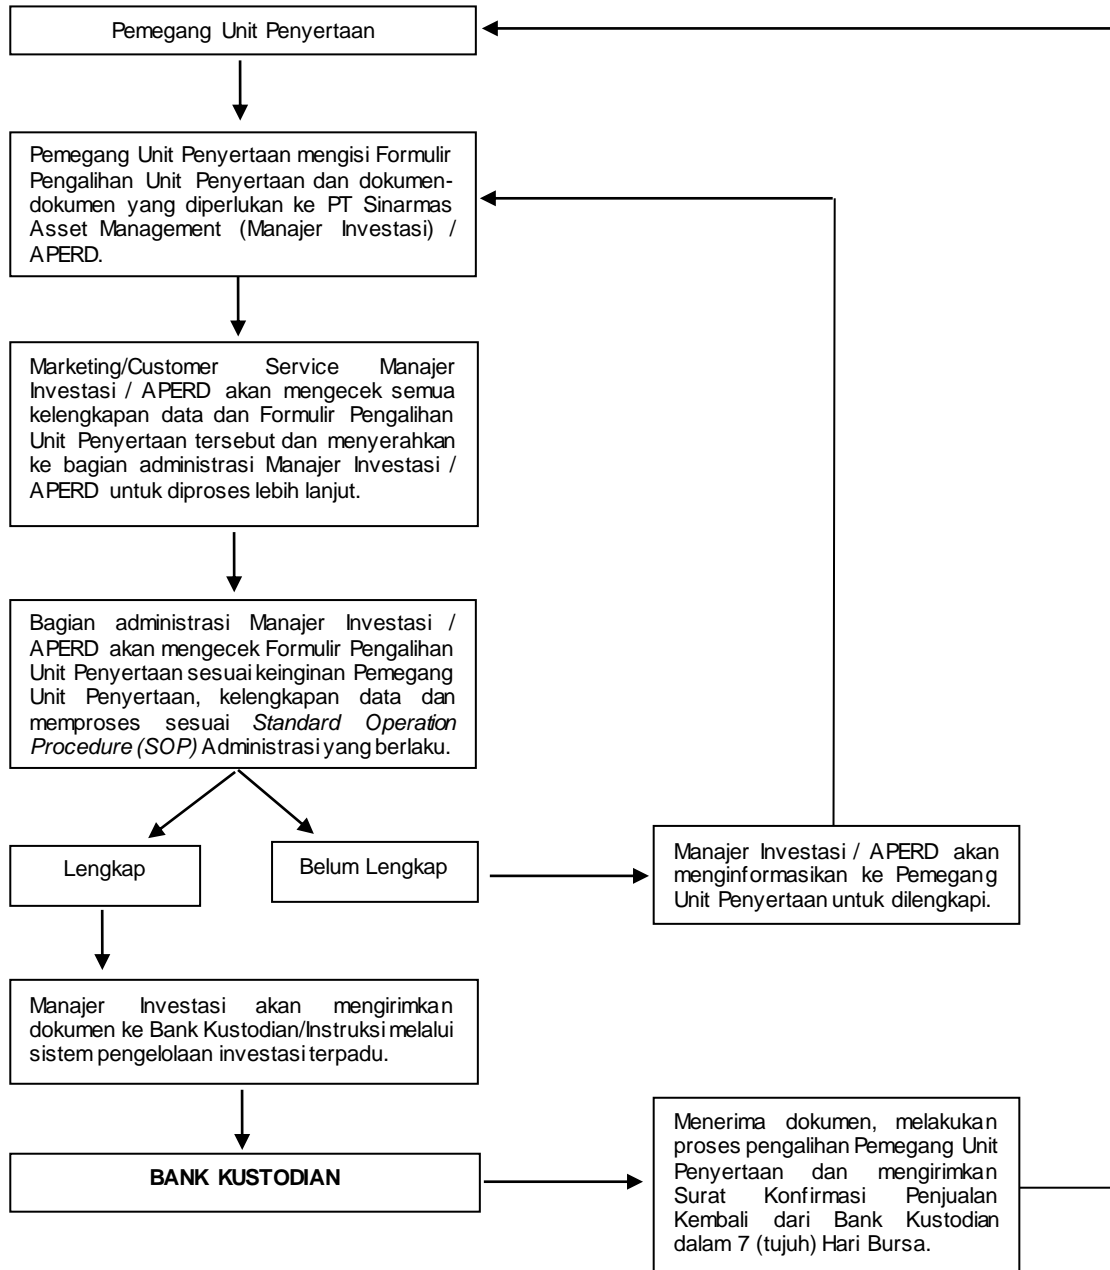 Pemegang Unit Penyertaan
Pemegang Unit Penyertaan mengisi Formulir
Pengalihan Unit Penyertaan dan dokumen-
dokumen yang diperlukan ke PT Sinarmas
Asset Management (Manajer Investasi) /
APERD.
Marketing/Customer Service Manajer
Investasi / APERD akan mengecek semua
kelengkapan data dan Formulir Pengalihan
Unit Penyertaan tersebut dan menyerahkan
ke bagian administrasi Manajer Investasi /
APERD untuk diproses lebih lanjut.
Bagian administrasi Manajer Investasi /
APERD akan mengecek Formulir Pengalihan
Unit Penyertaan sesuai keinginan Pemegang
Unit Penyertaan, kelengkapan data dan
memproses sesuai Standard Operation
Procedure (SOP) Administrasi yang berlaku.
Lengkap
Belum Lengkap
Manajer Investasi / APERD akan
menginformasikan ke Pemegang
Unit Penyertaan untuk dilengkapi.
Manajer Investasi akan mengirimkan
dokumen ke Bank Kustodian/Instruksi melalui
sistem pengelolaan investasi terpadu.
BANK KUSTODIAN
Menerima dokumen, melakukan
proses pengalihan Pemegang Unit
Penyertaan dan mengirimkan
Surat Konfirmasi Penjualan
Kembali dari Bank Kustodian
dalam 7 (tujuh) Hari Bursa.